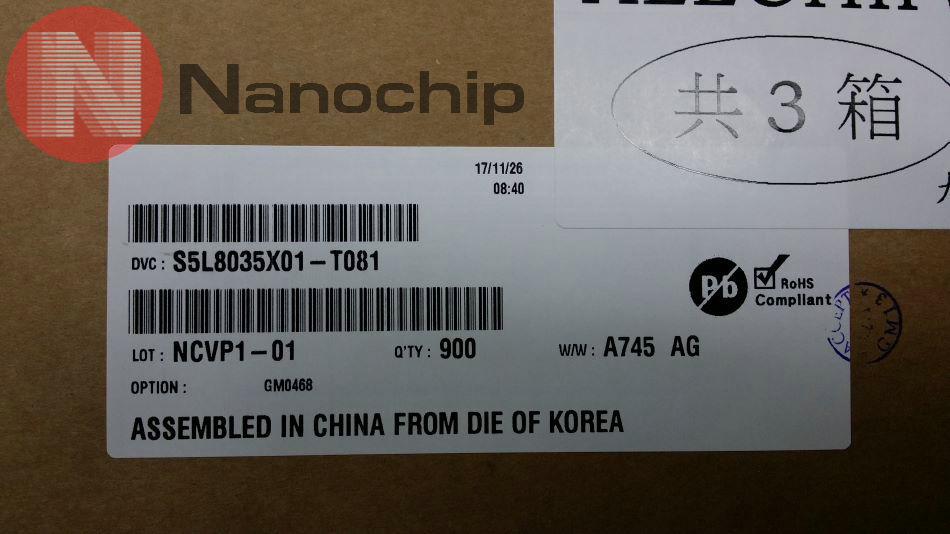 N Nanochip
共3箱
17/11/26
08:40
DVC : S5L8035X01-T081
Pb
RoHS
Compliant
LOT : NCVP1-01 Q'TY : 900 W/W : A745 AG
OPTION : GM0468
ASSEMBLED IN CHINA FROM DIE OF KOREA